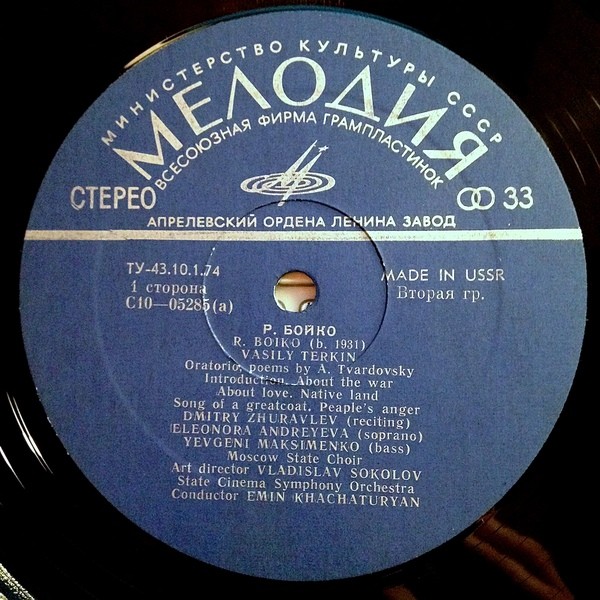 МИНИСТЕРСТВО КУЛЬТУРЫ СССР
МЕЛОДИЯ
ВСЕСОЮЗНАЯ ФИРМА ГРАМПЛАСТИНОК
СТЕРЕО
33
АПРЕЛЕВСКИЙ ОРДЕНА ЛЕНИНА ЗАВОД
ТУ-43.10.1.74
MADE IN USSR
1 сторона
Вторая гр.
С10—05285(а)
Р. БОЙКО
R. BOIKO (b. 1931)
VASILY TERKIN
Oratorio, poems by A. Tvardovsky
Introduction. About the war
About love. Native land
Song of a greatcoat. Peaple's anger
DMITRY ZHURAVLEV (reciting)
ELEONORA ANDREYEVA (soprano)
YEVGENI MAKSIMENKO (bass)
Moscow State Choir
Art director VLADISLAV SOKOLOV
State Cinema Symphony Orchestra
Conductor EMIN KHACHATURYAN